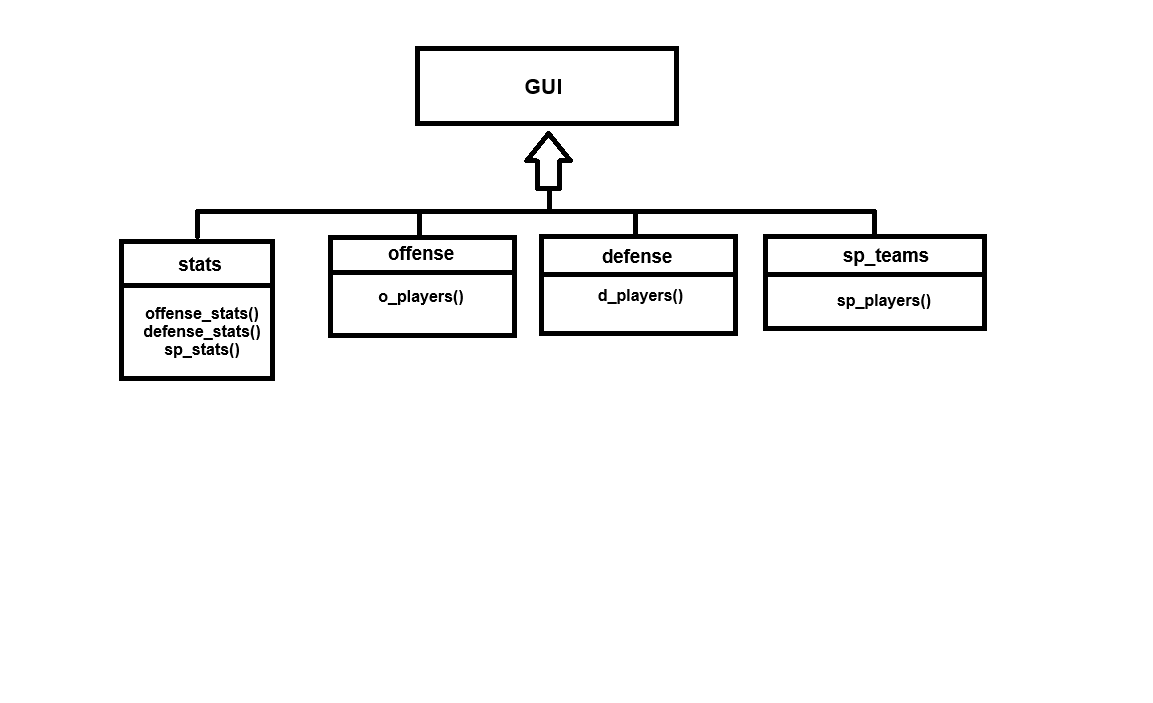 GUI
stats
offense_stats()
defense_stats()
sp_stats()
offense
o_players()
defense
d_players()
sp_teams
sp_players()